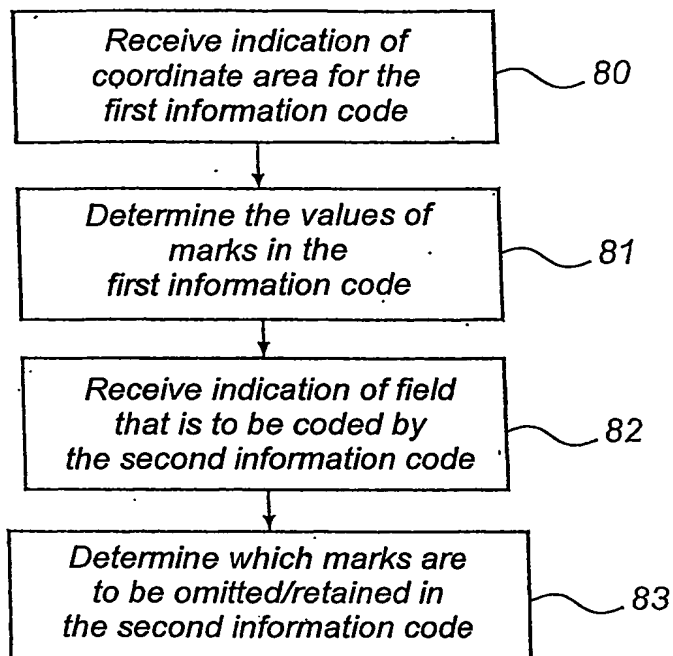 Receive indication of
coordinate area for the
first information code
80
Determine the values of
marks in the
first information code
81
Receive indication of field
that is to be coded by
the second information code
82
Determine which marks are
to be omitted/retained in
the second information code
83